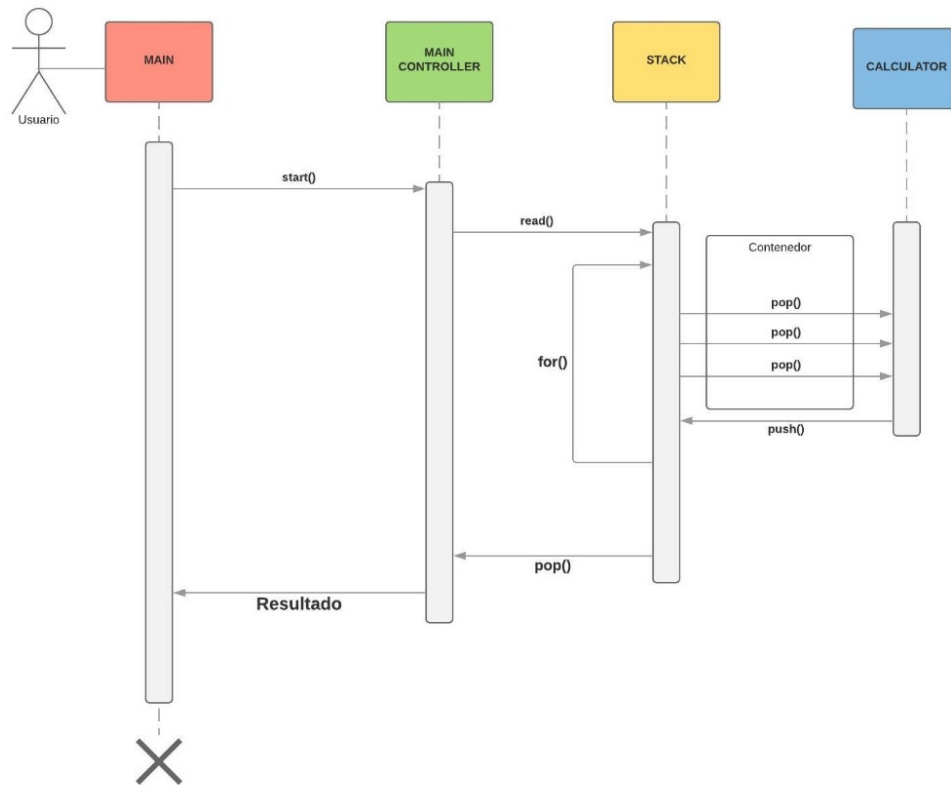 MAIN
MAIN
CONTROLLER
STACK
CALCULATOR
Usuario
start()
read()
Contenedor
pop()
pop()
for()
pop()
push()
pop()
Resultado